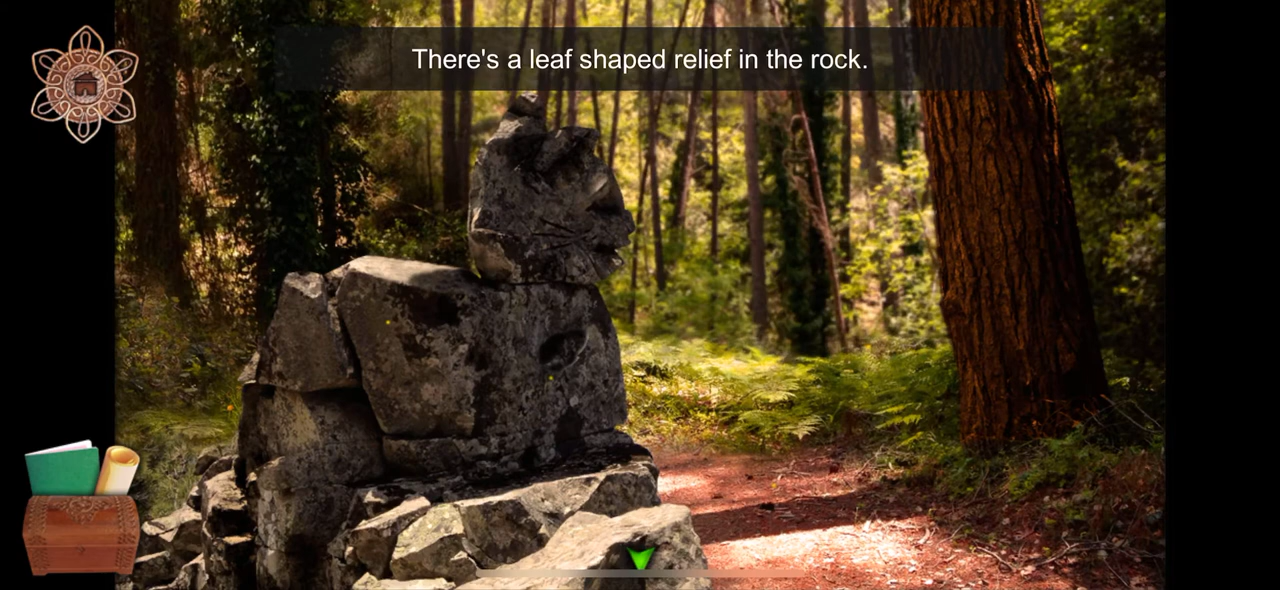 There's a leaf shaped relief in the rock.